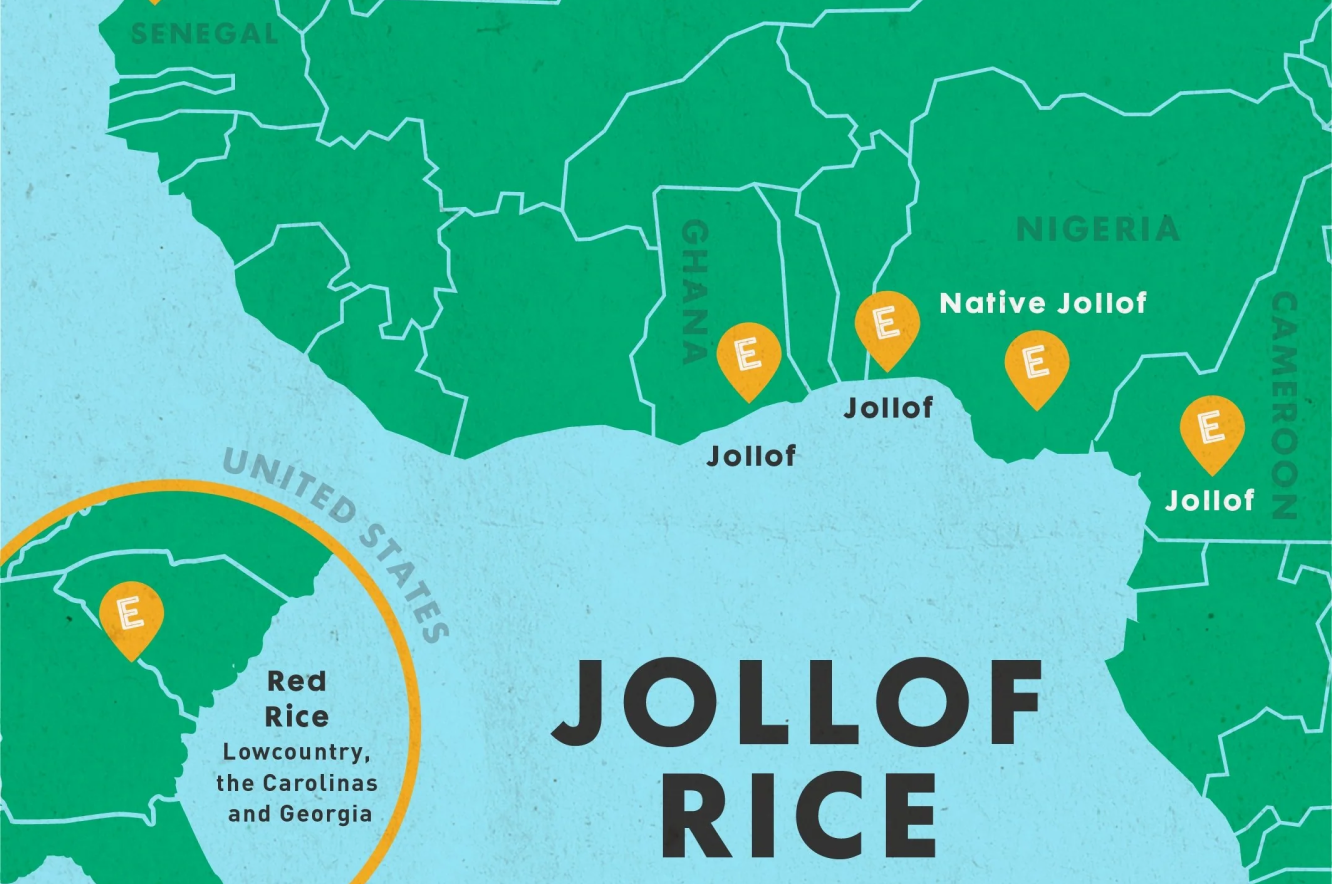 SENEGAL
GHANA
NIGERIA
CAMEROON
Native Jollof
E
E
E
E
Jollof
Jollof
Jollof
UNITED STATES
E
Red
Rice
Lowcountry,
the Carolinas
and Georgia
JOLLOF
RICE